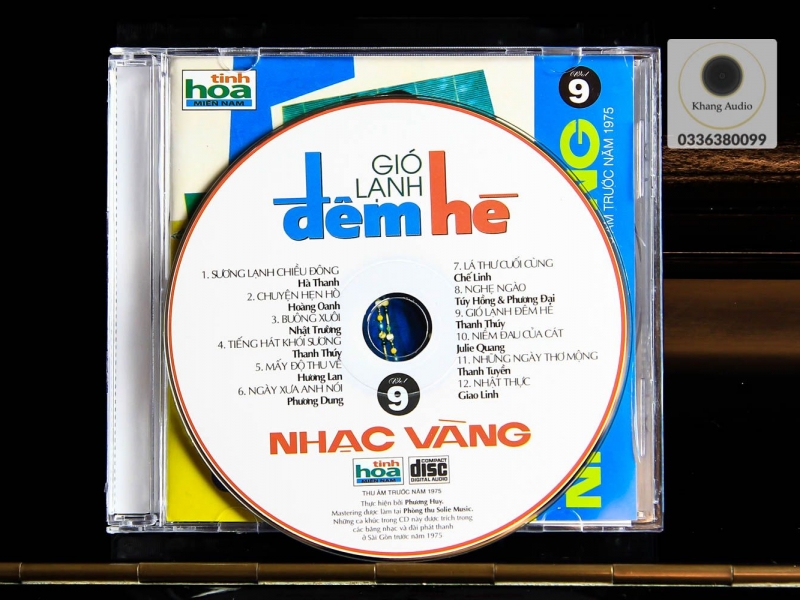 tinh
hoa
MIỀN NAM
9
ÂM TRƯỚC NĂM 1975
Khang Audio
0336380099
GIÓ
LẠNH
đêm hè
1. SƯƠNG LẠNH CHIỀU ĐÔNG
Hà Thanh
2. CHUYỆN HẸN HÒ
Hoàng Oanh
3. BUÔNG XUÔI
Nhật Trường
4. TIẾNG HÁT KHÓI SƯƠNG
Thanh Thúy
5. MẤY ĐỘ THU VỀ
Hương Lan
6. NGÀY XƯA ANH NÓI
Phương Dung
7. LÁ THƯ CUỐI CÙNG
Chế Linh
8. NGHẸN NGÀO
Túy Hồng & Phương Đại
9. GIÓ LẠNH ĐÊM HÈ
Thanh Thúy
10. NIỀM ĐAU CỦA CÁT
Julie Quang
11. NHỮNG NGÀY THƠ MỘNG
Thanh Tuyền
12. NHẬT THỰC
Giao Linh
9
NHẠC VÀNG
tinh
hoa
MIỀN NAM
COMPACT
disc
DIGITAL AUDIO
THU ÂM TRƯỚC NĂM 1975
Thực hiện bởi Phương Huy.
Mastering được làm tại Phòng thu Solie Music.
Những ca khúc trong CD này được trích trong
các băng nhạc và đài phát thanh
ở Sài Gòn trước năm 1975